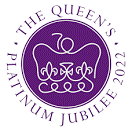 THE QUEEN'S
PLATINUM JUBILEE 2022
70